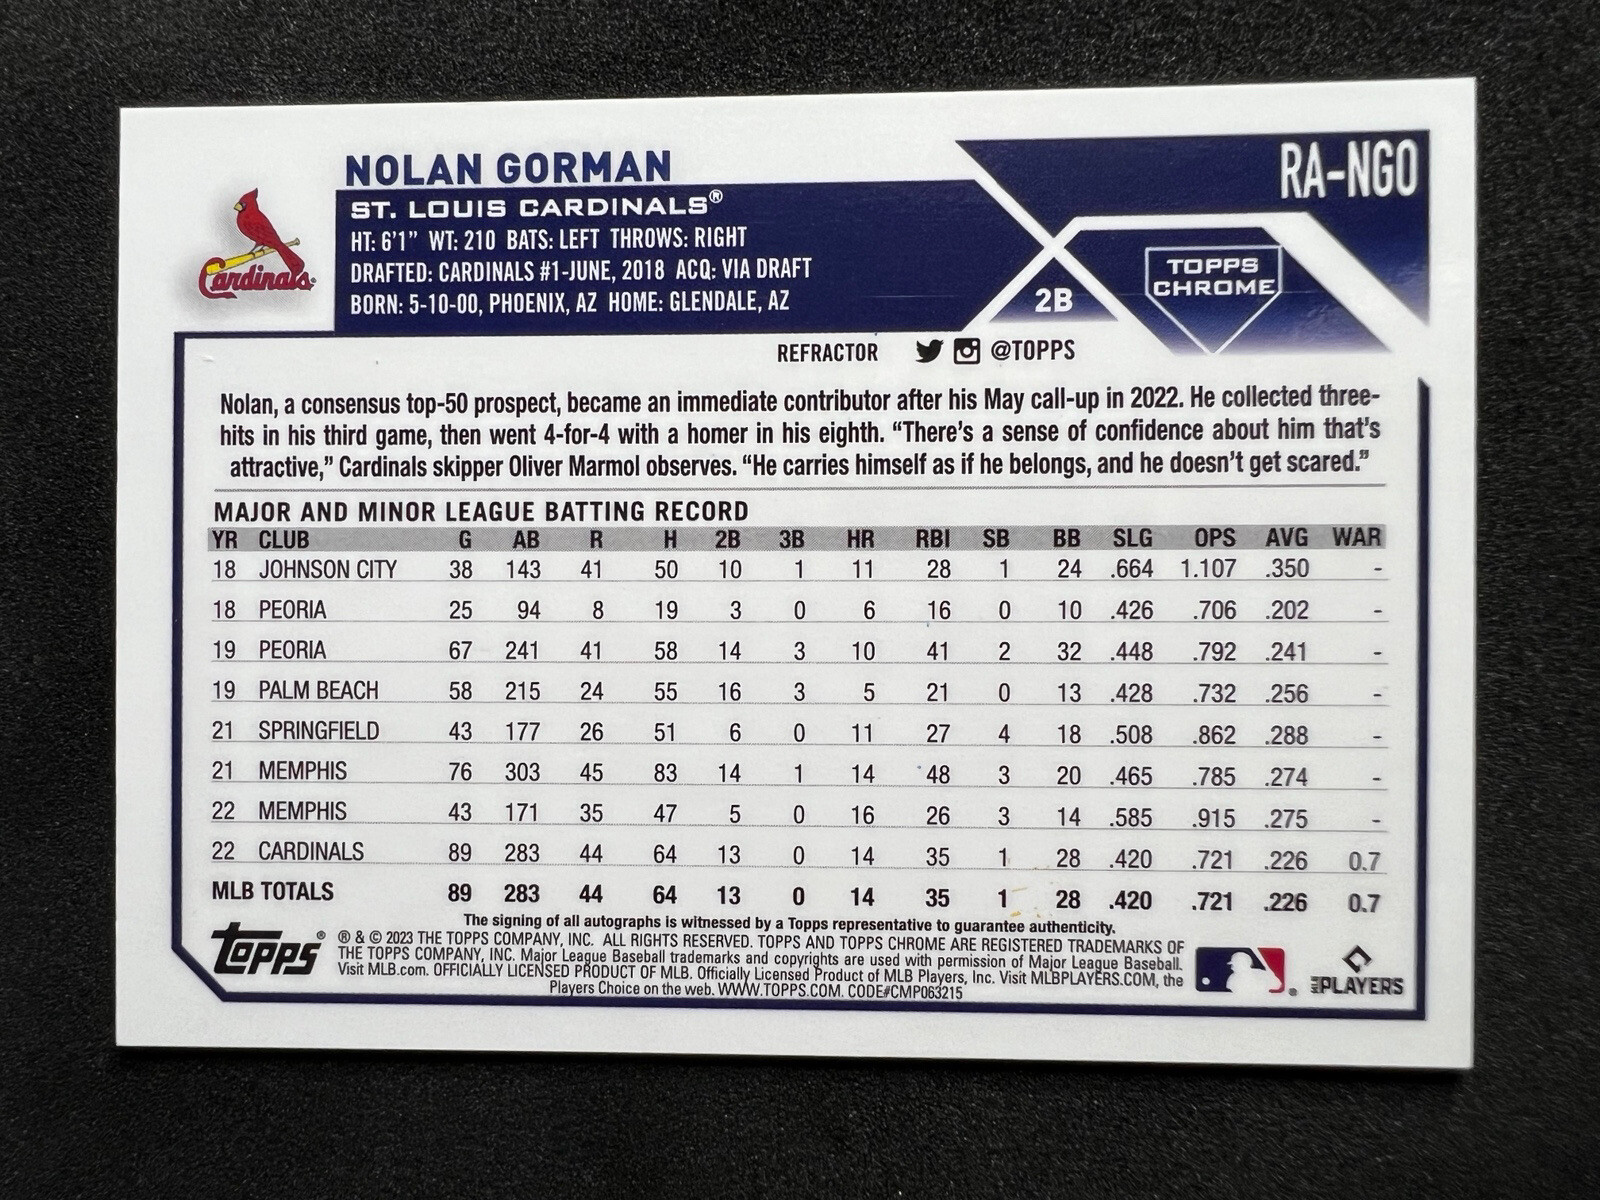 RA-NGO
NOLAN GORMAN
ST. LOUIS CARDINALS®
HT: 6'1" WT: 210 BATS: LEFT THROWS: RIGHT
DRAFTED: CARDINALS #1-JUNE, 2018 ACQ: VIA DRAFT
BORN: 5-10-00, PHOENIX, AZ HOME: GLENDALE, AZ
Cardinals
2B
TOPPS
CHROME
REFRACTOR @TOPPS
Nolan, a consensus top-50 prospect, became an immediate contributor after his May call-up in 2022. He collected three-
hits in his third game, then went 4-for-4 with a homer in his eighth. “There's a sense of confidence about him that's
attractive,” Cardinals skipper Oliver Marmol observes. “He carries himself as if he belongs, and he doesn't get scared.”
MAJOR AND MINOR LEAGUE BATTING RECORD
YR CLUB G AB R H 2B 3B HR RBI SB BB SLG OPS AVG WAR
18 JOHNSON CITY 38 143 41 50 10 1 11 28 1 24 .664 1.107 .350 -
18 PEORIA 25 94 8 19 3 0 6 16 0 10 .426 .706 .202 -
19 PEORIA 67 241 41 58 14 3 10 41 2 32 .448 .792 .241 -
19 PALM BEACH 58 215 24 55 16 3 5 21 0 13 .428 .732 .256 -
21 SPRINGFIELD 43 177 26 51 6 0 11 27 4 18 .508 .862 .288 -
21 MEMPHIS 76 303 45 83 14 1 14 48 3 20 .465 .785 .274 -
22 MEMPHIS 43 171 35 47 5 0 16 26 3 14 .585 .915 .275 -
22 CARDINALS 89 283 44 64 13 0 14 35 1 28 .420 .721 .226 0.7
MLB TOTALS 89 283 44 64 13 0 14 35 1 28 .420 .721 .226 0.7
The signing of all autographs is witnessed by a Topps representative to guarantee authenticity.
topps®
® & © 2023 THE TOPPS COMPANY, INC. ALL RIGHTS RESERVED. TOPPS AND TOPPS CHROME ARE REGISTERED TRADEMARKS OF
THE TOPPS COMPANY, INC. Major League Baseball trademarks and copyrights are used with permission of Major League Baseball.
Visit MLB.com. OFFICIALLY LICENSED PRODUCT OF MLB. Officially Licensed Product of MLB Players, Inc. Visit MLBPLAYERS.COM, the
Players Choice on the web. WWW.TOPPS.COM. CODE#CMP063215
MLB PLAYERS